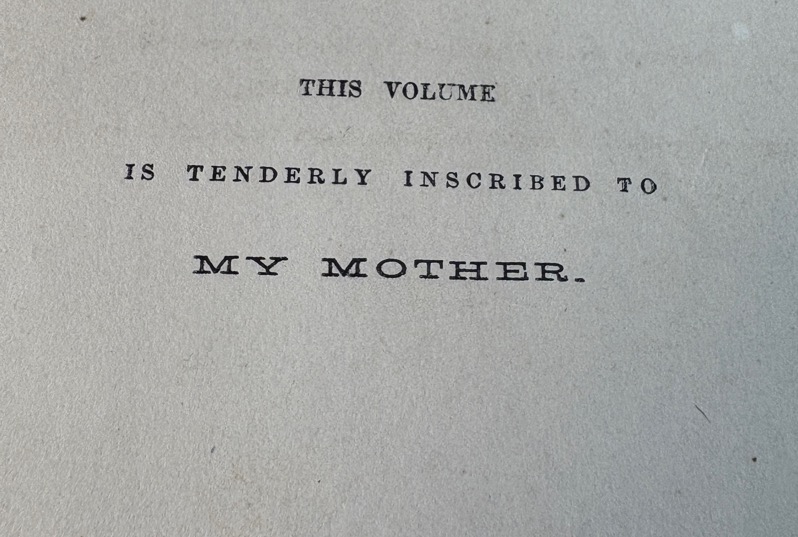 THIS VOLUME
IS TENDERLY INSCRIBED TO
MY MOTHER.